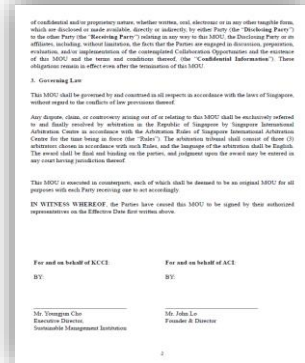 of confidential and/or proprietary nature, whether written, oral, electronic or in any other tangible form,
which are disclosed or made available, directly or indirectly, by either Party (the "Disclosing Party")
to the other Party (the "Receiving Party") relating in any way to this MOU, the Disclosing Party or its
affiliates, including, without limitation, the facts that the Parties are engaged in discussion, preparation,
evaluation, and/or implementation of the contemplated Collaboration Opportunities and the existence
of this MOU and the terms and conditions thereof, (the "Confidential Information") These
obligations remain in effect even after the termination of this MOU.
3. Governing Law
This MOU shall be governed by and construed in all respects in accordance with the laws of Singapore,
without regard to the conflicts of law provisions thereof.
Any dispute, claim, or controversy arising out of or relating to this MOU shall be exclusively referred
to and finally resolved by arbitration in the Republic of Singapore by Singapore International
Arbitration Centre in accordance with the Arbitration Rules of Singapore International Arbitration
Centre for the time being in force (the "Rules"). The arbitration tribunal shall consist of three (3)
arbitrators chosen in accordance with such Rules, and the language of the arbitration shall be English.
The award shall be final and binding on the parties, and judgment upon the award may be entered in
any court having jurisdiction thereof.
This MOU is executed in counterparts, each of which shall be deemed to be an original MOU for all
purposes with each Party receiving one to act accordingly.
IN WITNESS WHEREOF, the Parties have caused this MOU to be signed by their authorized
representatives on the Effective Date first written above.
For and on behalf of KCCI: For and on behalf of ACI:
BY: BY:
Mr. Youngjun Cho Mr. John Lo
Executive Director, Founder & Director
Sustainable Management Institution
2